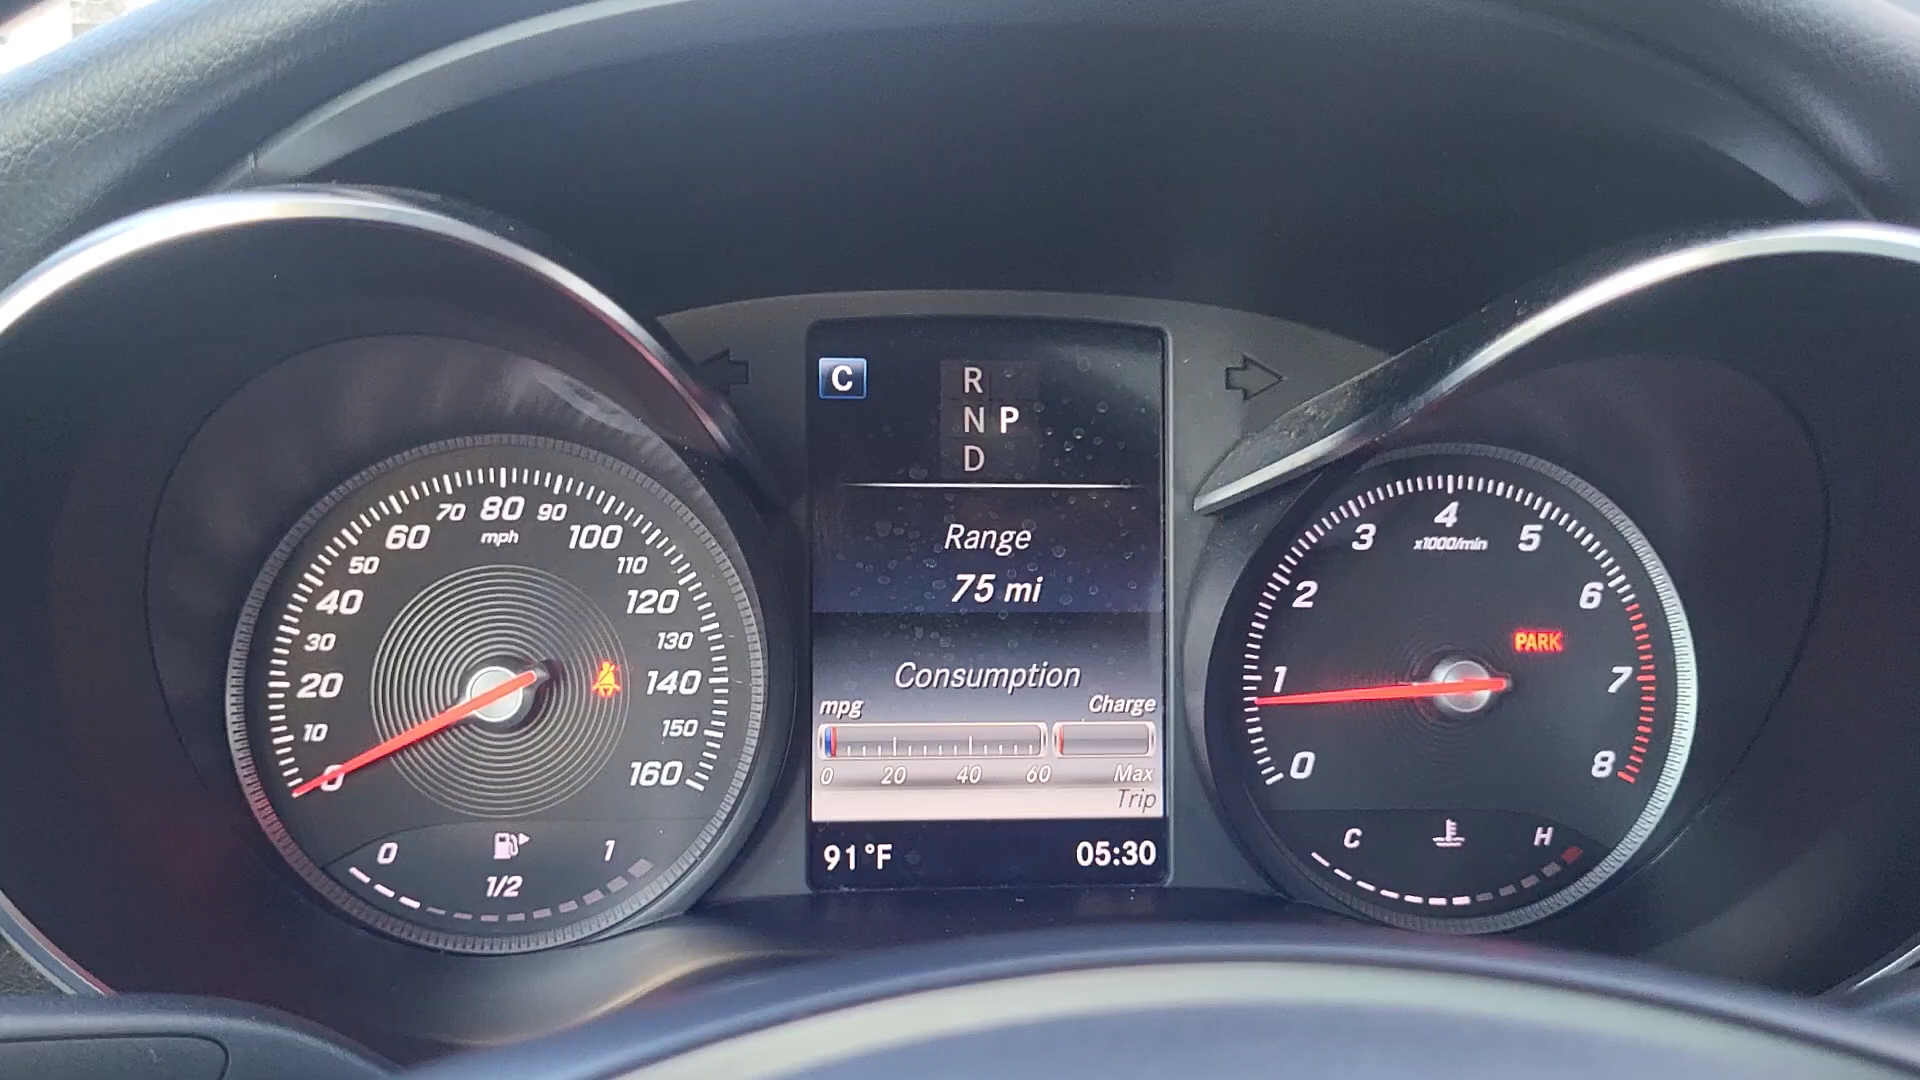 C
R
N P
D
Range
75 mi
Consumption
mpg Charge
0 20 40 60 Max
Trip
91°F 05:30
0 10 20 30 40 50 60 70 80 90 100 110 120 130 140 150 160
mph
0 1/2 1
0 1 2 3 4 5 6 7 8
x1000/min
PARK
C H